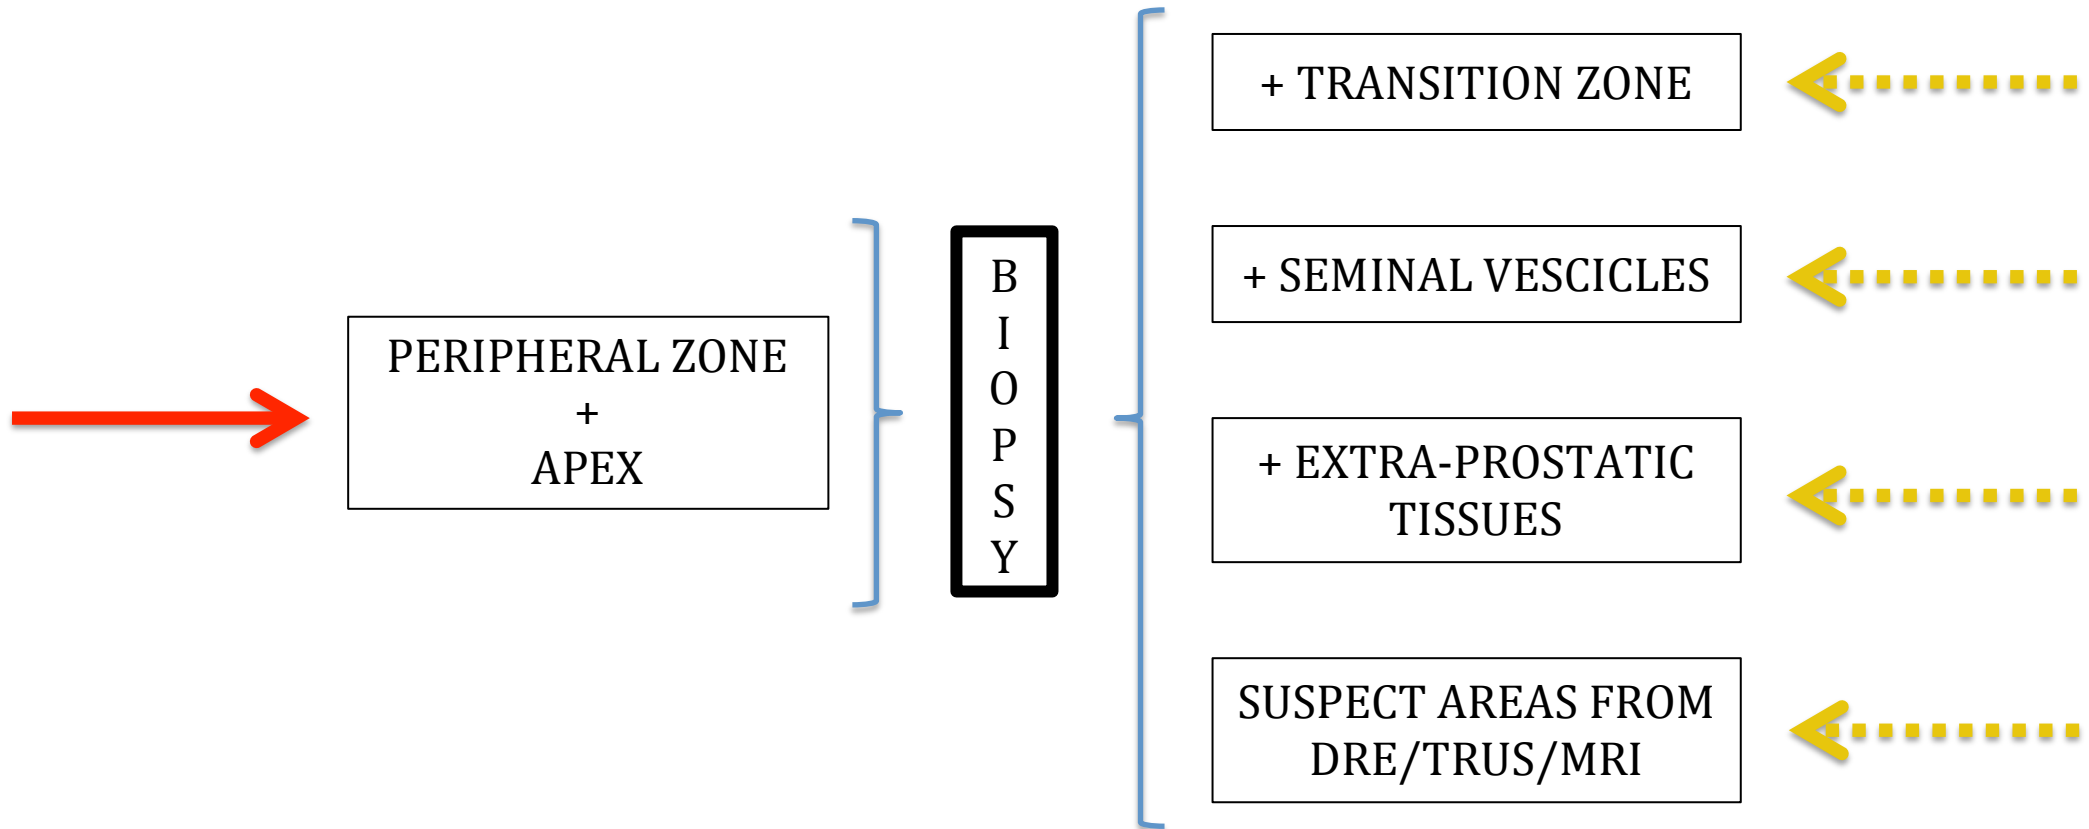 PERIPHERAL ZONE
+
APEX
B
I
O
P
S
Y
+ TRANSITION ZONE
+ SEMINAL VESCICLES
+ EXTRA-PROSTATIC
TISSUES
SUSPECT AREAS FROM
DRE/TRUS/MRI